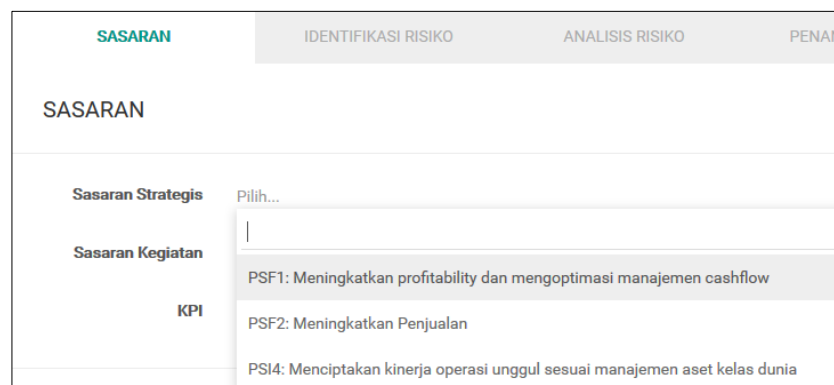 SASARAN IDENTIFIKASI RISIKO ANALISIS RISIKO
SASARAN
Sasaran Strategis Pilih...
Sasaran Kegiatan
PSF1: Meningkatkan profitability dan mengoptimasi manajemen cashflow
KPI
PSF2: Meningkatkan Penjualan
PSI4: Menciptakan kinerja operasi unggul sesuai manajemen aset kelas dunia